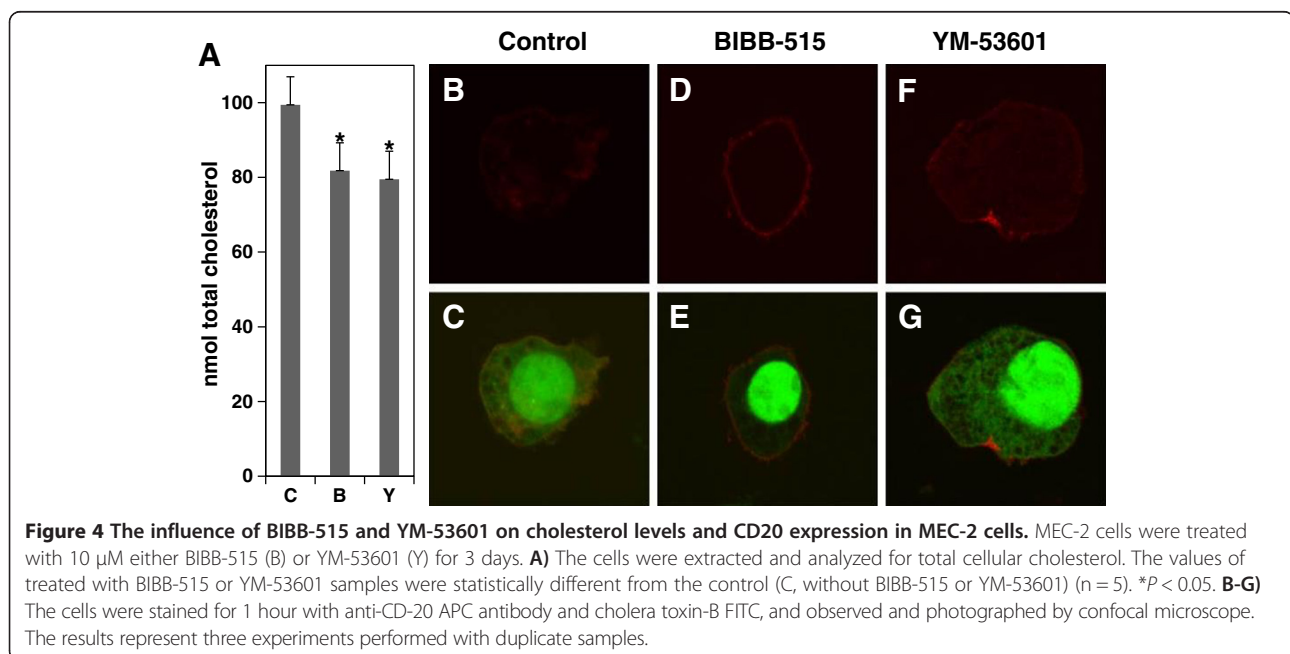 Control BIBB-515 YM-53601
A B D F
100
80
60
40
20
0
nmol total cholesterol
* *
C B Y
C E G
Figure 4 The influence of BIBB-515 and YM-53601 on cholesterol levels and CD20 expression in MEC-2 cells. MEC-2 cells were treated
with 10 μM either BIBB-515 (B) or YM-53601 (Y) for 3 days. A) The cells were extracted and analyzed for total cellular cholesterol. The values of
treated with BIBB-515 or YM-53601 samples were statistically different from the control (C, without BIBB-515 or YM-53601) (n = 5). *P < 0.05. B-G)
The cells were stained for 1 hour with anti-CD-20 APC antibody and cholera toxin-B FITC, and observed and photographed by confocal microscope.
The results represent three experiments performed with duplicate samples.